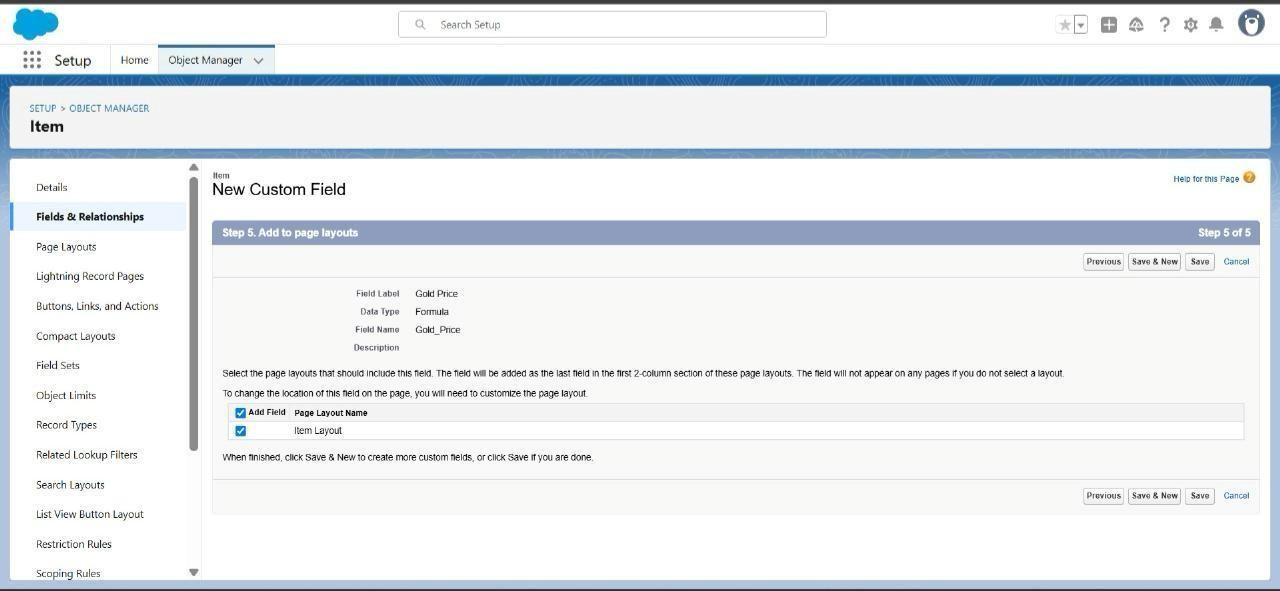 Search Setup
Setup
Home
Object Manager
SETUP > OBJECT MANAGER
Item
Details
Fields & Relationships
Page Layouts
Lightning Record Pages
Buttons, Links, and Actions
Compact Layouts
Field Sets
Object Limits
Record Types
Related Lookup Filters
Search Layouts
List View Button Layout
Restriction Rules
Scoping Rules
Item
New Custom Field
Help for this Page
Step 5. Add to page layouts
Step 5 of 5
Previous Save & New Save Cancel
Field Label Gold Price
Data Type Formula
Field Name Gold_Price
Description
Select the page layouts that should include this field. The field will be added as the last field in the first 2-column section of these page layouts. The field will not appear on any pages if you do not select a layout.
To change the location of this field on the page, you will need to customize the page layout.
Add Field Page Layout Name
Item Layout
When finished, click Save & New to create more custom fields, or click Save if you are done.
Previous Save & New Save Cancel